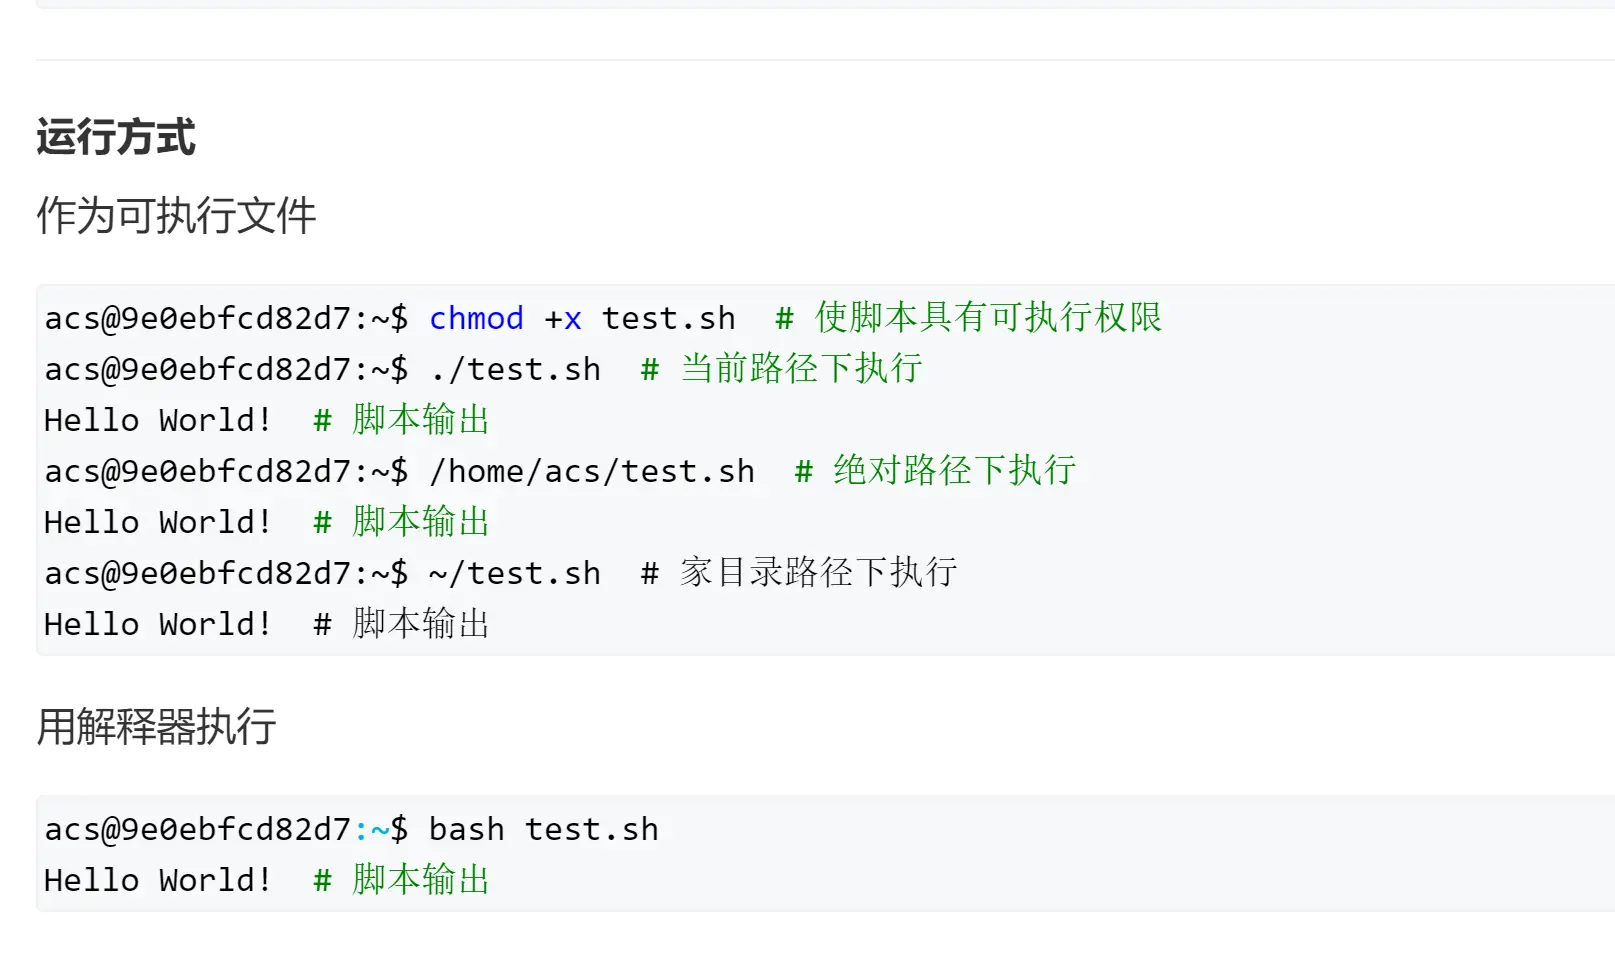 运行方式
作为可执行文件
acs@9e0ebfcd82d7:~$ chmod +x test.sh  # 使脚本具有可执行权限
acs@9e0ebfcd82d7:~$ ./test.sh  # 当前路径下执行
Hello World!  # 脚本输出
acs@9e0ebfcd82d7:~$ /home/acs/test.sh  # 绝对路径下执行
Hello World!  # 脚本输出
acs@9e0ebfcd82d7:~$ ~/test.sh  # 家目录路径下执行
Hello World!  # 脚本输出
用解释器执行
acs@9e0ebfcd82d7:~$ bash test.sh
Hello World!  # 脚本输出